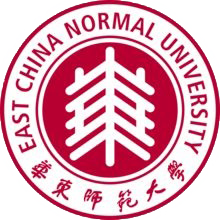 EAST CHINA NORMAL UNIVERSITY
華東師範大學